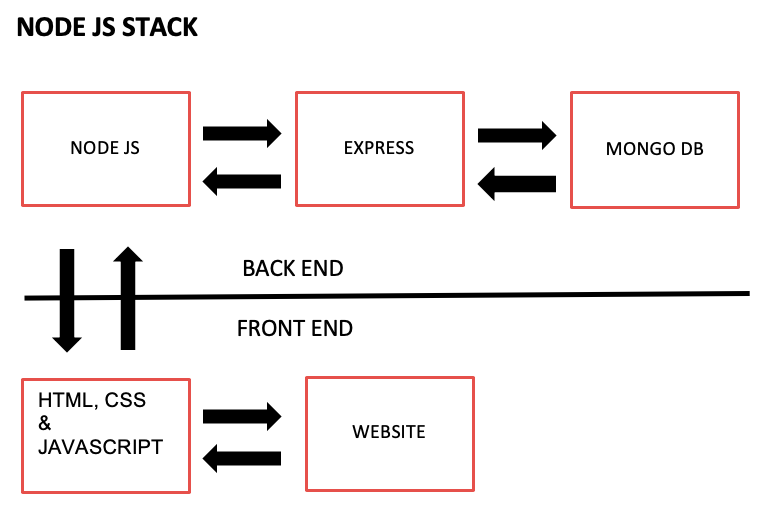 NODE JS STACK
NODE JS
EXPRESS
MONGO DB
BACK END
FRONT END
HTML, CSS
&
JAVASCRIPT
WEBSITE